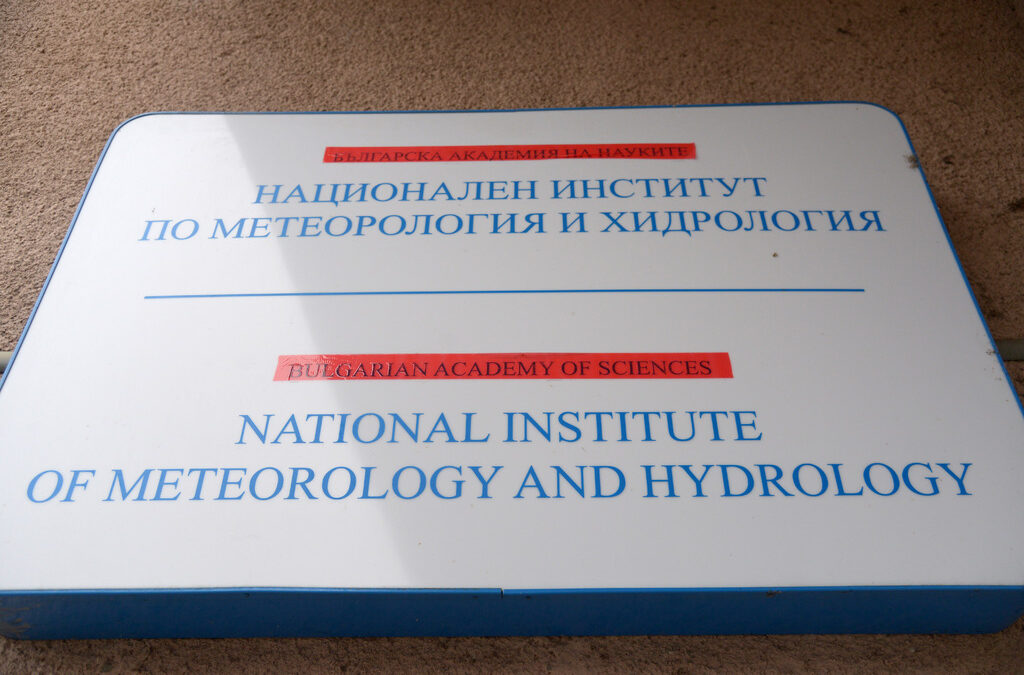 БЪЛГАРСКА АКАДЕМИЯ НА НАУКИТЕ
НАЦИОНАЛЕН ИНСТИТУТ
ПО МЕТЕОРОЛОГИЯ И ХИДРОЛОГИЯ
BULGARIAN ACADEMY OF SCIENCES
NATIONAL INSTITUTE
OF METEOROLOGY AND HYDROLOGY